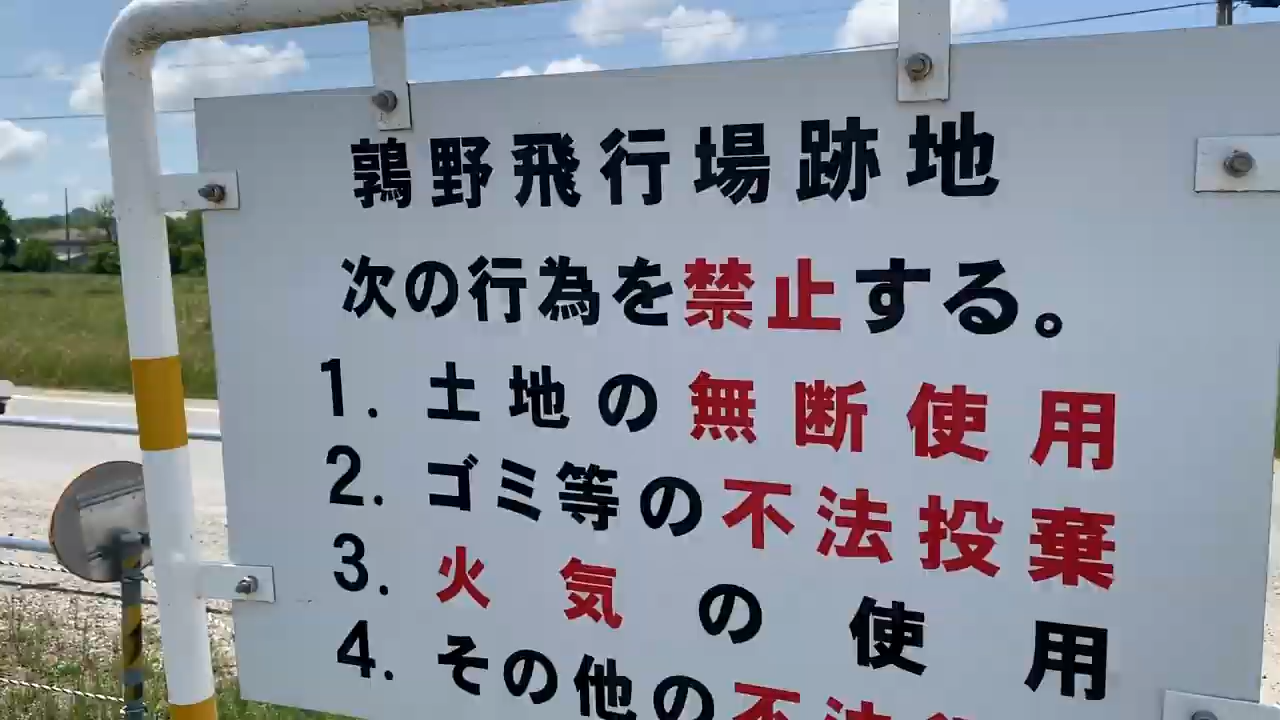 鶉野飛行場跡地
次の行為を禁止する。
1. 土地の無断使用
2. ゴミ等の不法投棄
3. 火気の使用
4. その他の不法